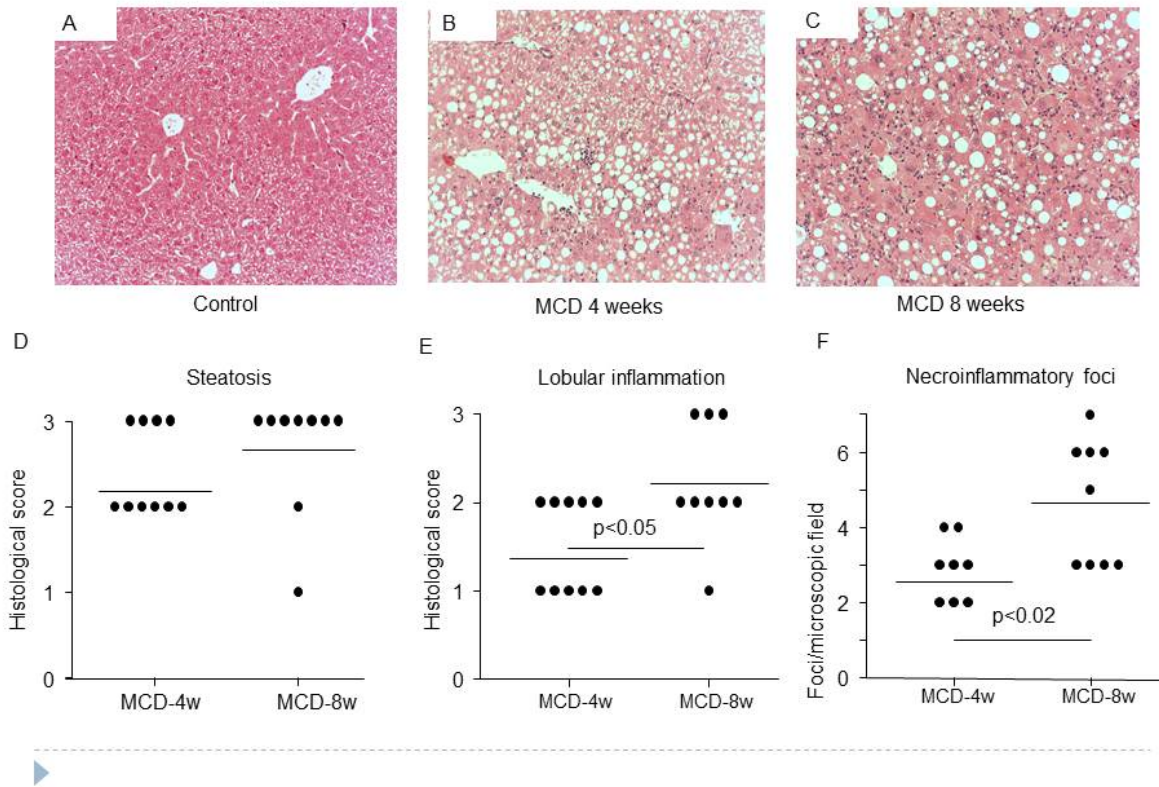 A
B
C
Control
MCD 4 weeks
MCD 8 weeks
D
Steatosis
Histological score
3
2
1
0
MCD-4w
MCD-8w
E
Lobular inflammation
Histological score
3
2
1
0
p<0.05
MCD-4w
MCD-8w
F
Necroinflammatory foci
Foci/microscopic field
6
4
2
0
p<0.02
MCD-4w
MCD-8w